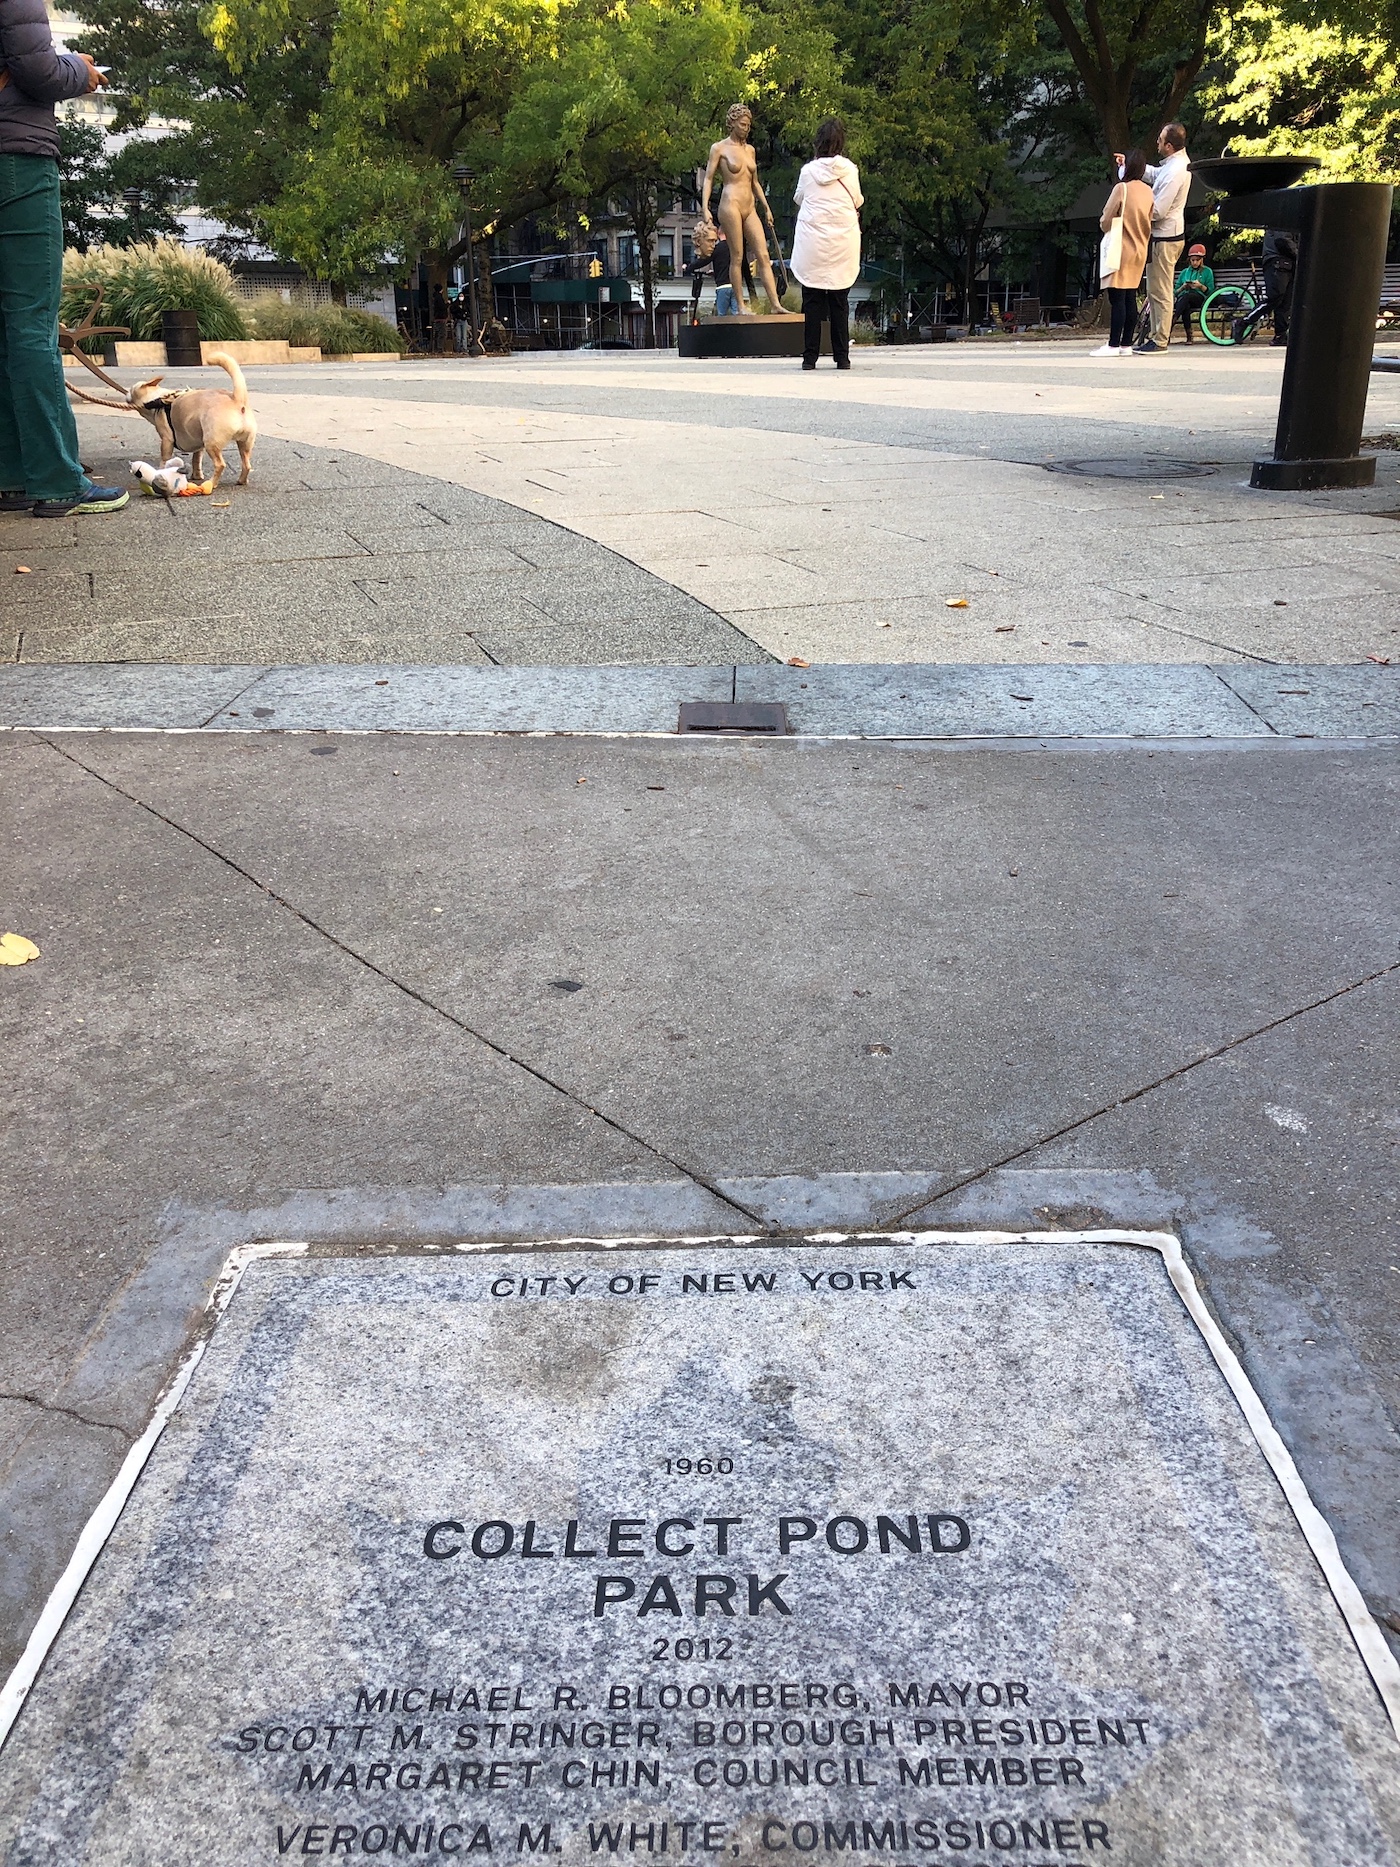 CITY OF NEW YORK
1960
COLLECT POND
PARK
2012
MICHAEL R. BLOOMBERG, MAYOR
SCOTT M. STRINGER, BOROUGH PRESIDENT
MARGARET CHIN, COUNCIL MEMBER
VERONICA M. WHITE, COMMISSIONER